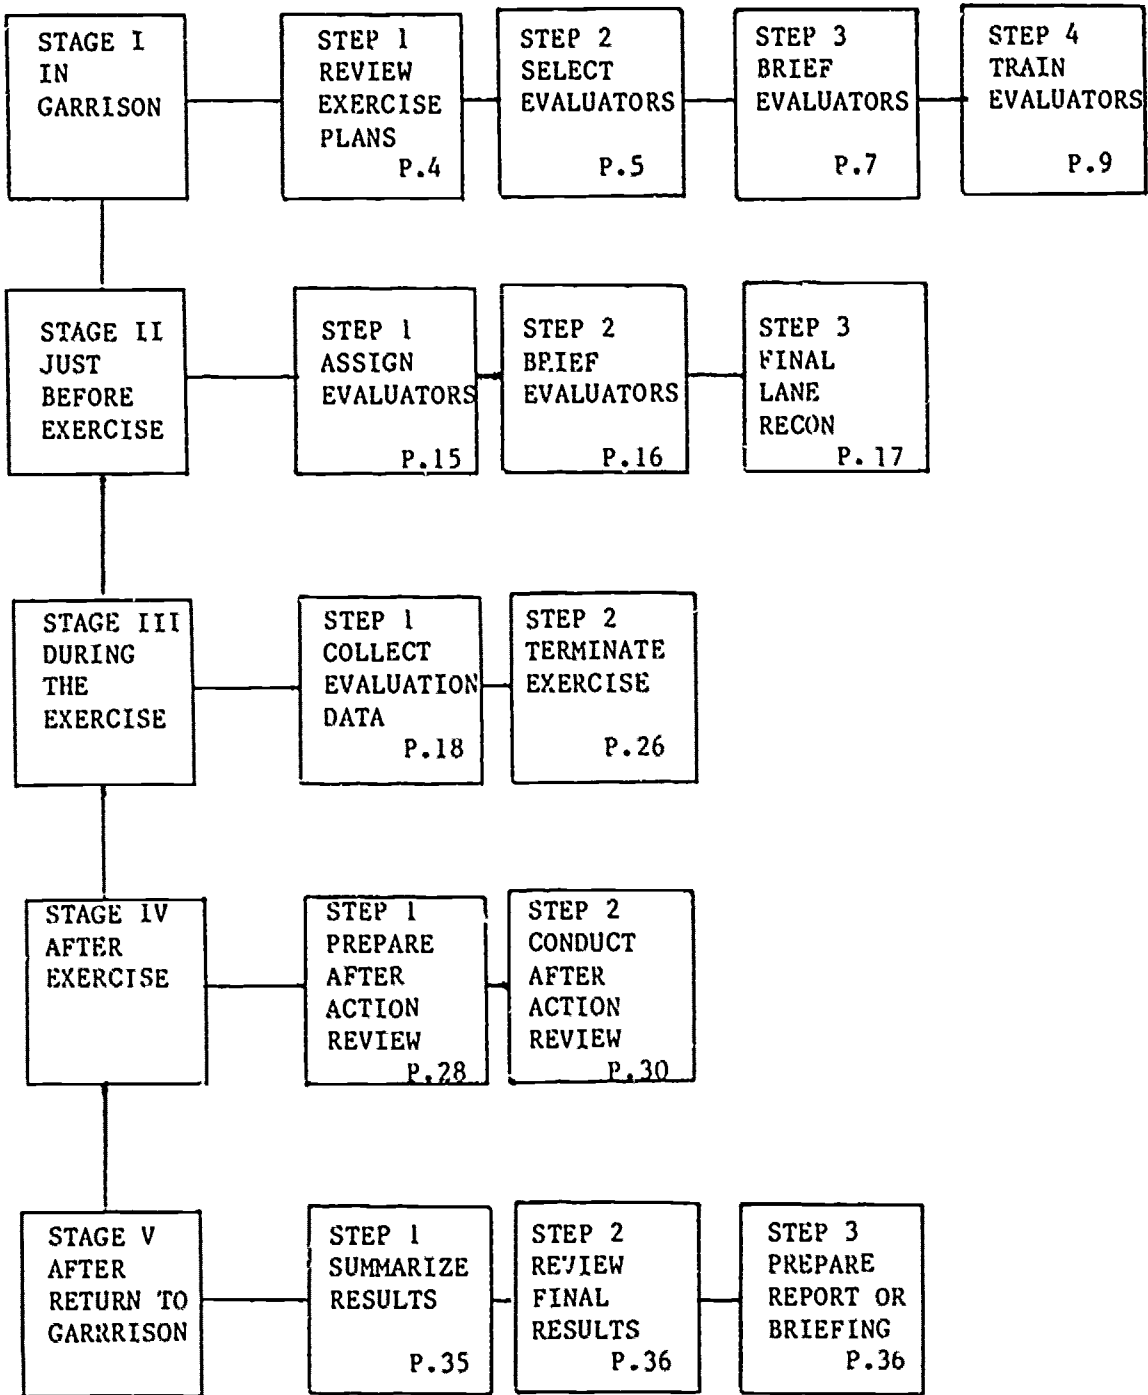 STAGE I
IN
GARRISON
STEP 1
REVIEW
EXERCISE
PLANS
P.4
STEP 2
SELECT
EVALUATORS
P.5
STEP 3
BRIEF
EVALUATORS
P.7
STEP 4
TRAIN
EVALUATORS
P.9
STAGE II
JUST
BEFORE
EXERCISE
STEP 1
ASSIGN
EVALUATORS
P.15
STEP 2
BRIEF
EVALUATORS
P.16
STEP 3
FINAL
LANE
RECON
P.17
STAGE III
DURING
THE
EXERCISE
STEP 1
COLLECT
EVALUATION
DATA
P.18
STEP 2
TERMINATE
EXERCISE
P.26
STAGE IV
AFTER
EXERCISE
STEP 1
PREPARE
AFTER
ACTION
REVIEW
P.28
STEP 2
CONDUCT
AFTER
ACTION
REVIEW
P.30
STAGE V
AFTER
RETURN TO
GARRRISON
STEP 1
SUMMARIZE
RESULTS
P.35
STEP 2
REVIEW
FINAL
RESULTS
P.36
STEP 3
PREPARE
REPORT OR
BRIEFING
P.36